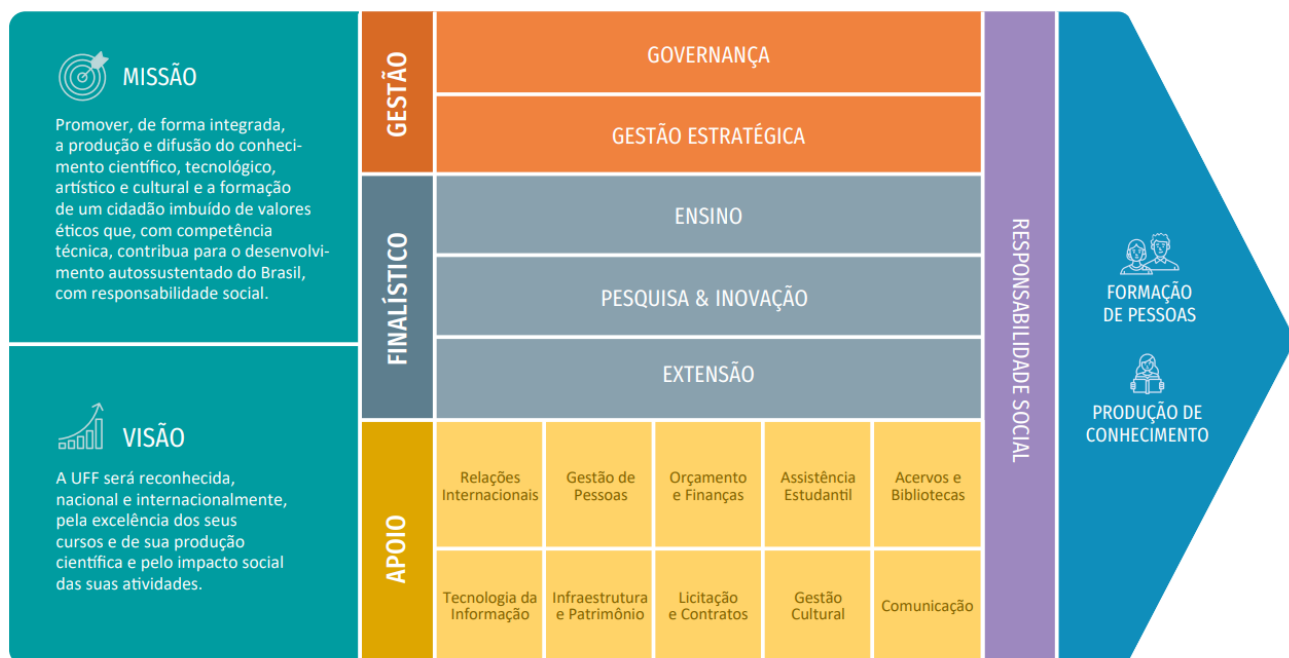 MISSÃO
Promover, de forma integrada,
a produção e difusão do conheci-
mento científico, tecnológico,
artístico e cultural e a formação
de um cidadão imbuído de valores
éticos que, com competência
técnica, contribua para o desenvolvi-
mento autossustentado do Brasil,
com responsabilidade social.
VISÃO
A UFF será reconhecida,
nacional e internacionalmente,
pela excelência dos seus
cursos e de sua produção
científica e pelo impacto social
das suas atividades.
GESTÃO
GOVERNANÇA
GESTÃO ESTRATÉGICA
FINALÍSTICO
ENSINO
PESQUISA & INOVAÇÃO
EXTENSÃO
APOIO
Relações
Internacionais
Gestão de
Pessoas
Orçamento
e Finanças
Assistência
Estudantil
Acervos e
Bibliotecas
Tecnologia da
Informação
Infraestrutura
e Patrimônio
Licitação
e Contratos
Gestão
Cultural
Comunicação
RESPONSABILIDADE SOCIAL
FORMAÇÃO
DE PESSOAS
PRODUÇÃO DE
CONHECIMENTO